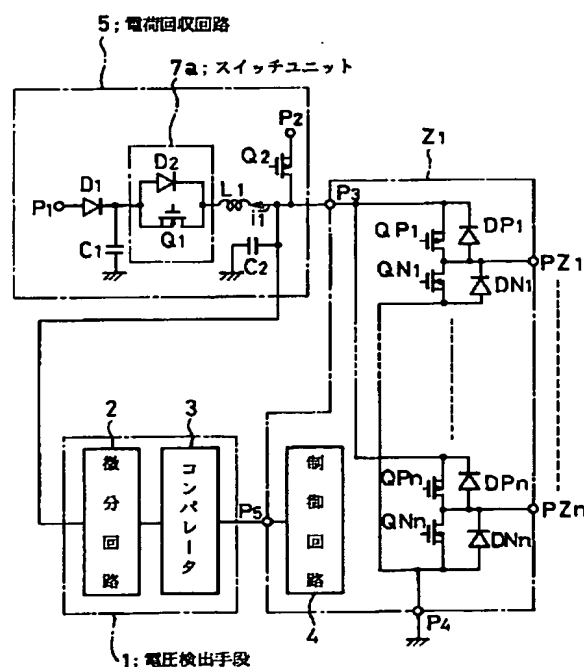 5;電荷回収回路
7a;スイッチユニット
P2
Z1
Q2
D2
P3
P1
D1
L1
i1
Q1
C1
C2
QP1
DP1
PZ1
QN1
DN1
2
3
微分回路
コンパレータ
P5
制御回路
QPn
DPn
PZn
QNn
DNn
4
P4
1;電圧検出手段